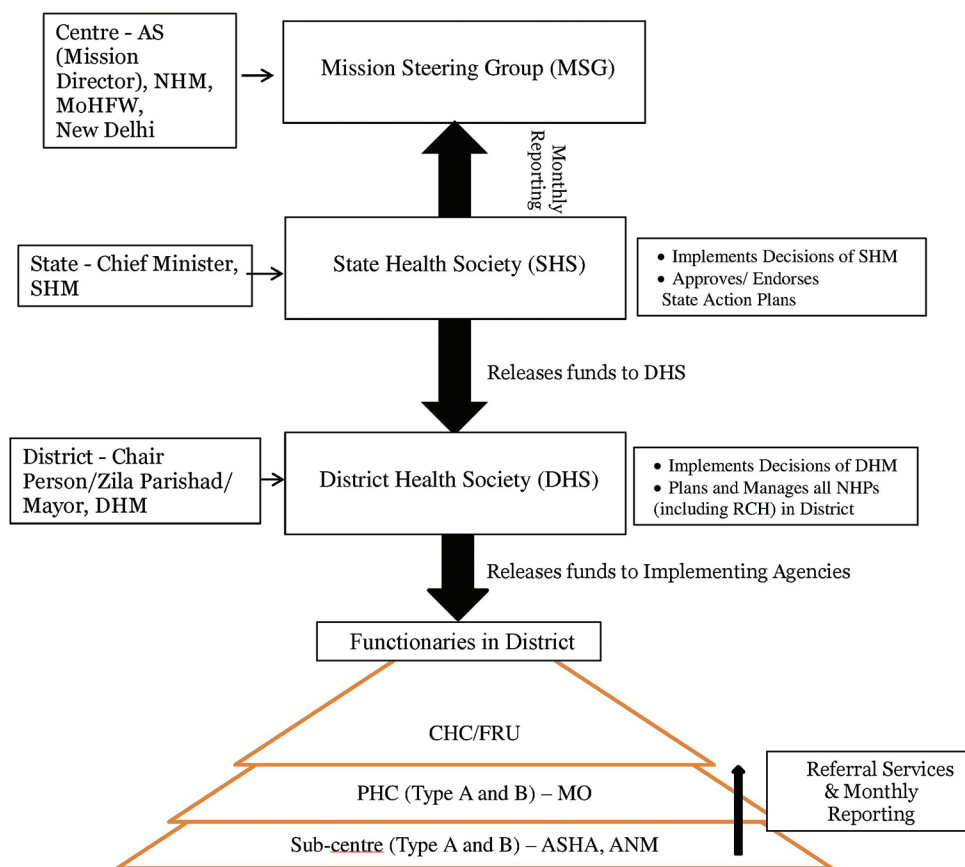 Centre - AS
(Mission
Director), NHM,
MoHFW,
New Delhi
Mission Steering Group (MSG)
Monthly
Reporting
State - Chief Minister,
SHM
State Health Society (SHS)
• Implements Decisions of SHM
• Approves/ Endorses
State Action Plans
Releases funds to DHS
District - Chair
Person/Zila Parishad/
Mayor, DHM
District Health Society (DHS)
• Implements Decisions of DHM
• Plans and Manages all NHPs
(including RCH) in District
Releases funds to Implementing Agencies
Functionaries in District
CHC/FRU
PHC (Type A and B) – MO
Sub-centre (Type A and B) – ASHA, ANM
Referral Services
& Monthly
Reporting